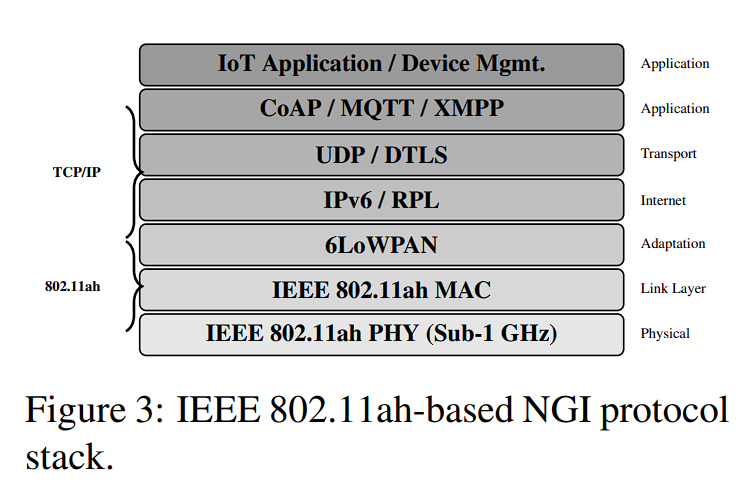 IoT Application / Device Mgmt. Application
CoAP / MQTT / XMPP Application
UDP / DTLS Transport
TCP/IP
IPv6 / RPL Internet
6LoWPAN Adaptation
802.11ah IEEE 802.11ah MAC Link Layer
IEEE 802.11ah PHY (Sub-1 GHz) Physical
Figure 3: IEEE 802.11ah-based NGI protocol
stack.